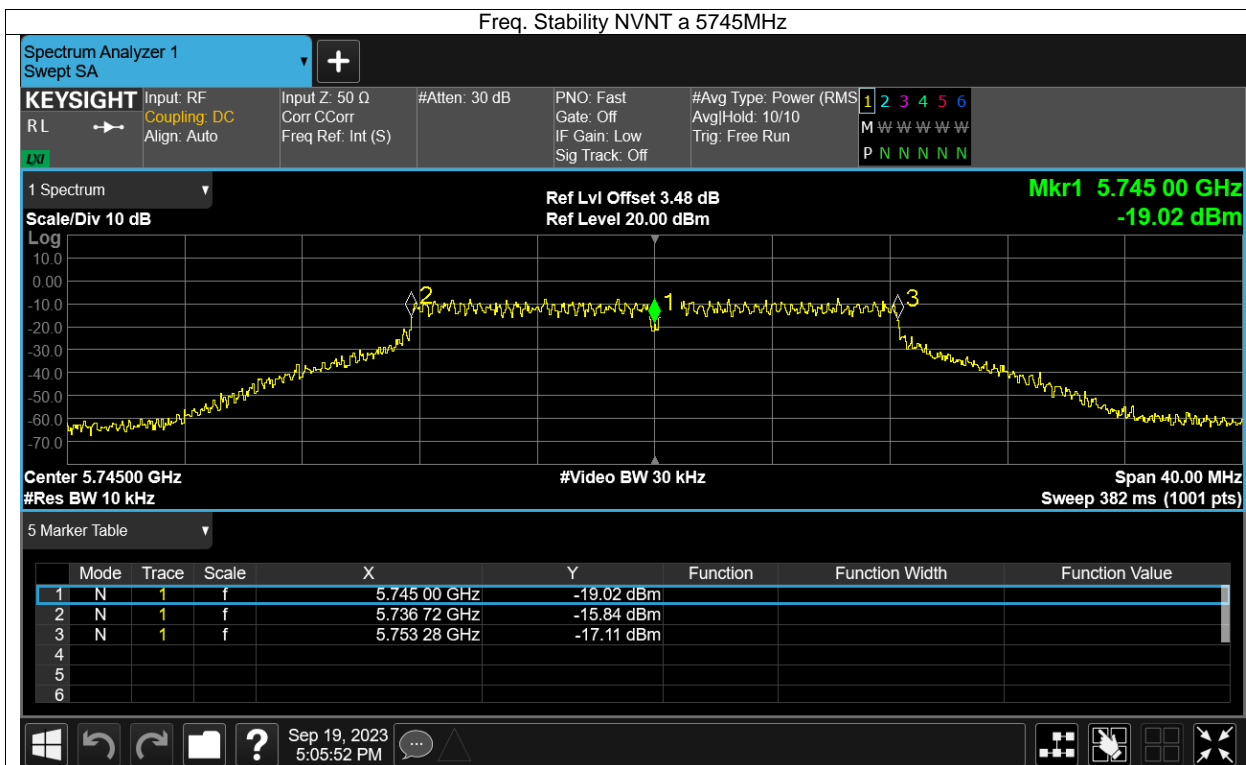 Freq. Stability NVNT a 5745MHz
Spectrum Analyzer 1
Swept SA
KEYSIGHT
RL
LXI
Input: RF
Coupling: DC
Align: Auto
Input Z: 50 Ω
Corr CCorr
Freq Ref: Int (S)
#Atten: 30 dB
PNO: Fast
Gate: Off
IF Gain: Low
Sig Track: Off
#Avg Type: Power (RMS
Avg|Hold: 10/10
Trig: Free Run
1 2 3 4 5 6
M W W W W W
P N N N N N
1 Spectrum
Scale/Div 10 dB
Ref Lvl Offset 3.48 dB
Ref Level 20.00 dBm
Mkr1 5.745 00 GHz
-19.02 dBm
Log
10.0
0.00
-10.0
-20.0
-30.0
-40.0
-50.0
-60.0
-70.0
2
1
3
Center 5.74500 GHz
#Video BW 30 kHz
Span 40.00 MHz
#Res BW 10 kHz
Sweep 382 ms (1001 pts)
5 Marker Table
Mode Trace Scale X Y Function Function Width Function Value
1 N 1 f 5.745 00 GHz -19.02 dBm
2 N 1 f 5.736 72 GHz -15.84 dBm
3 N 1 f 5.753 28 GHz -17.11 dBm
4
5
6
?
Sep 19, 2023
5:05:52 PM